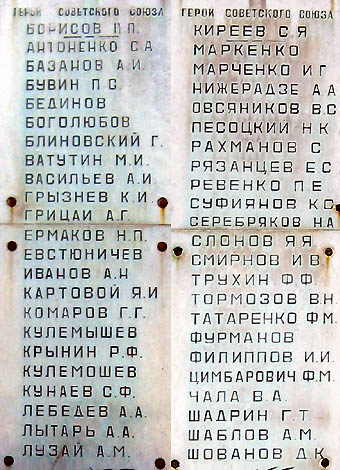 ГЕРОИ СОВЕТСКОГО СОЮЗА
БОРИСОВ П.П.
АНТОНЕНКО С.А
БАЗАНОВ А.И.
БУВИН П.С.
БЕДИНОВ
БОГОЛЮБОВ
БЛИНОВСКИЙ Г.
ВАТУТИН М.И.
ВАСИЛЬЕВ А.И.
ГРЫЗНЕВ К.И.
ГРИЦАИ А.Г.
ЕРМАКОВ Н.П.
ЕВСТЮНИЧЕВ
ИВАНОВ А.Н
КАРТОВОЙ Я.И
КОМАРОВ Г.Г.
КУЛЕМЫШЕВ
КРЫНИН Р.Ф.
КУЛЕМОШЕВ
КУНАЕВ С.Ф.
ЛЕБЕДЕВ А.А.
ЛЫТАРЬ А.А.
ЛУЗАЙ А.М.
ГЕРОИ СОВЕТСКОГО СОЮЗА
КИРЕЕВ С.Я
МАРКЕНКО
МАРЧЕНКО И Г
НИЖЕРАДЗЕ А.А
ОВСЯНИКОВ В.С
ПЕСОЦКИЙ Н.К
РАХМАНОВ С
РЯЗАНЦЕВ Е С
РЕВЕНКО П.Е
СУФИЯНОВ К.С
СЕРЕБРЯКОВ Н.А
СЛОНОВ Я Я
СМИРНОВ И В
ТРУХИН Ф.Ф.
ТОРМОЗОВ В.Н.
ТАТАРЕНКО Ф.М.
ФУРМАНОВ
ФИЛИППОВ И.И.
ЦИМБАРОВИЧ Ф.М.
ЧАЛА В.А.
ШАДРИН Г.Т.
ШАБЛОВ А.М.
ШОВАНОВ Д.К